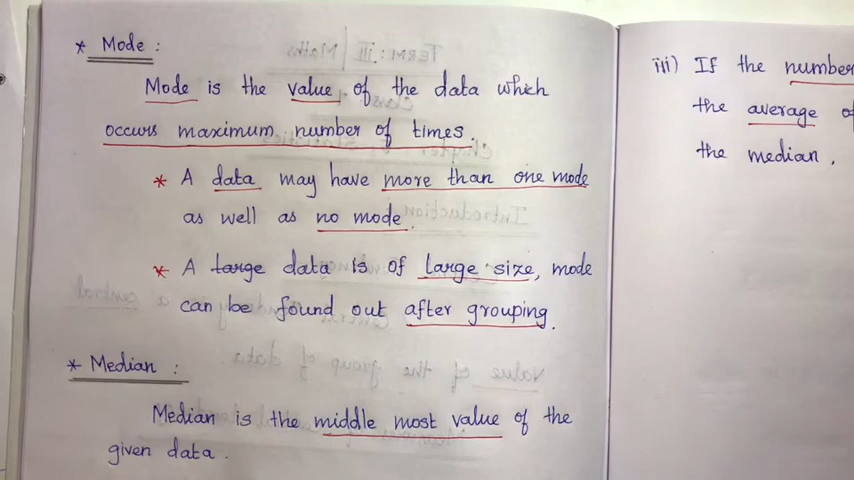 * Mode :
Mode is the value of the data which
occurs maximum number of times.
* A data may have more than one mode
as well as no mode.
* A large data is of large size, mode
can be found out after grouping.
* Median :
Median is the middle most value of the
given data.
iii) If the number
the average of
the median.